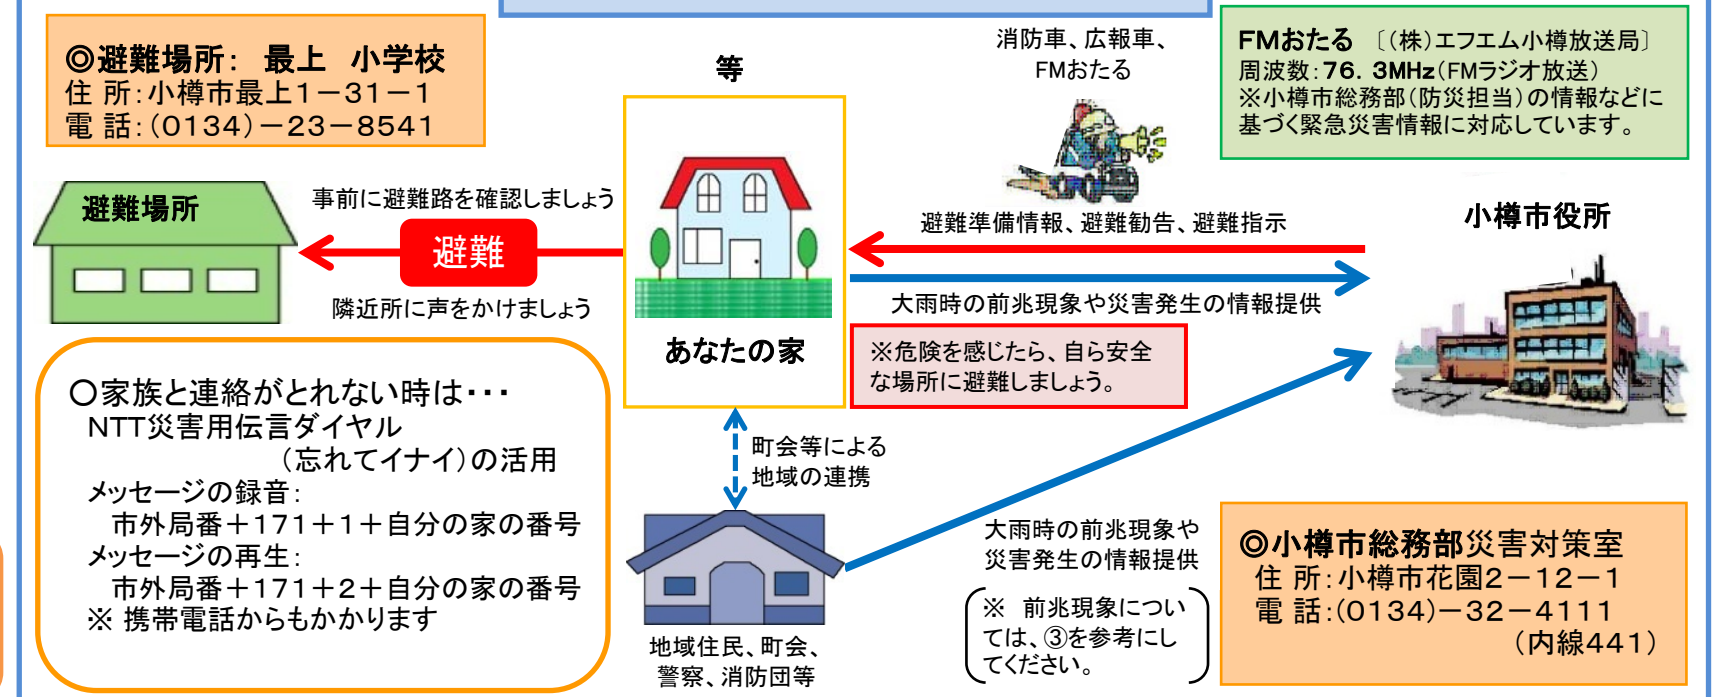 ◎避難場所： 最上 小学校
住 所：小樽市最上1－31－1
電 話：（0134）－23－8541
等
消防車、広報車、
FMおたる
FMおたる ［（株）エフエム小樽放送局］
周波数：76．3MHz（FMラジオ放送）
※小樽市総務部（防災担当）の情報などに
基づく緊急災害情報に対応しています。
避難場所
事前に避難路を確認しましょう
避難
隣近所に声をかけましょう
避難準備情報、避難勧告、避難指示
大雨時の前兆現象や災害発生の情報提供
小樽市役所
あなたの家
※危険を感じたら、自ら安全
な場所に避難しましょう。
○家族と連絡がとれない時は・・・
NTT災害用伝言ダイヤル
（忘れてイナイ）の活用
メッセージの録音：
市外局番＋171＋1＋自分の家の番号
メッセージの再生：
市外局番＋171＋2＋自分の家の番号
※ 携帯電話からもかかります
町会等による
地域の連携
地域住民、町会、
警察、消防団等
大雨時の前兆現象や
災害発生の情報提供
※ 前兆現象につい
ては、③を参考にし
てください。
◎小樽市総務部災害対策室
住 所：小樽市花園2－12－1
電 話：（0134）－32－4111
（内線441）